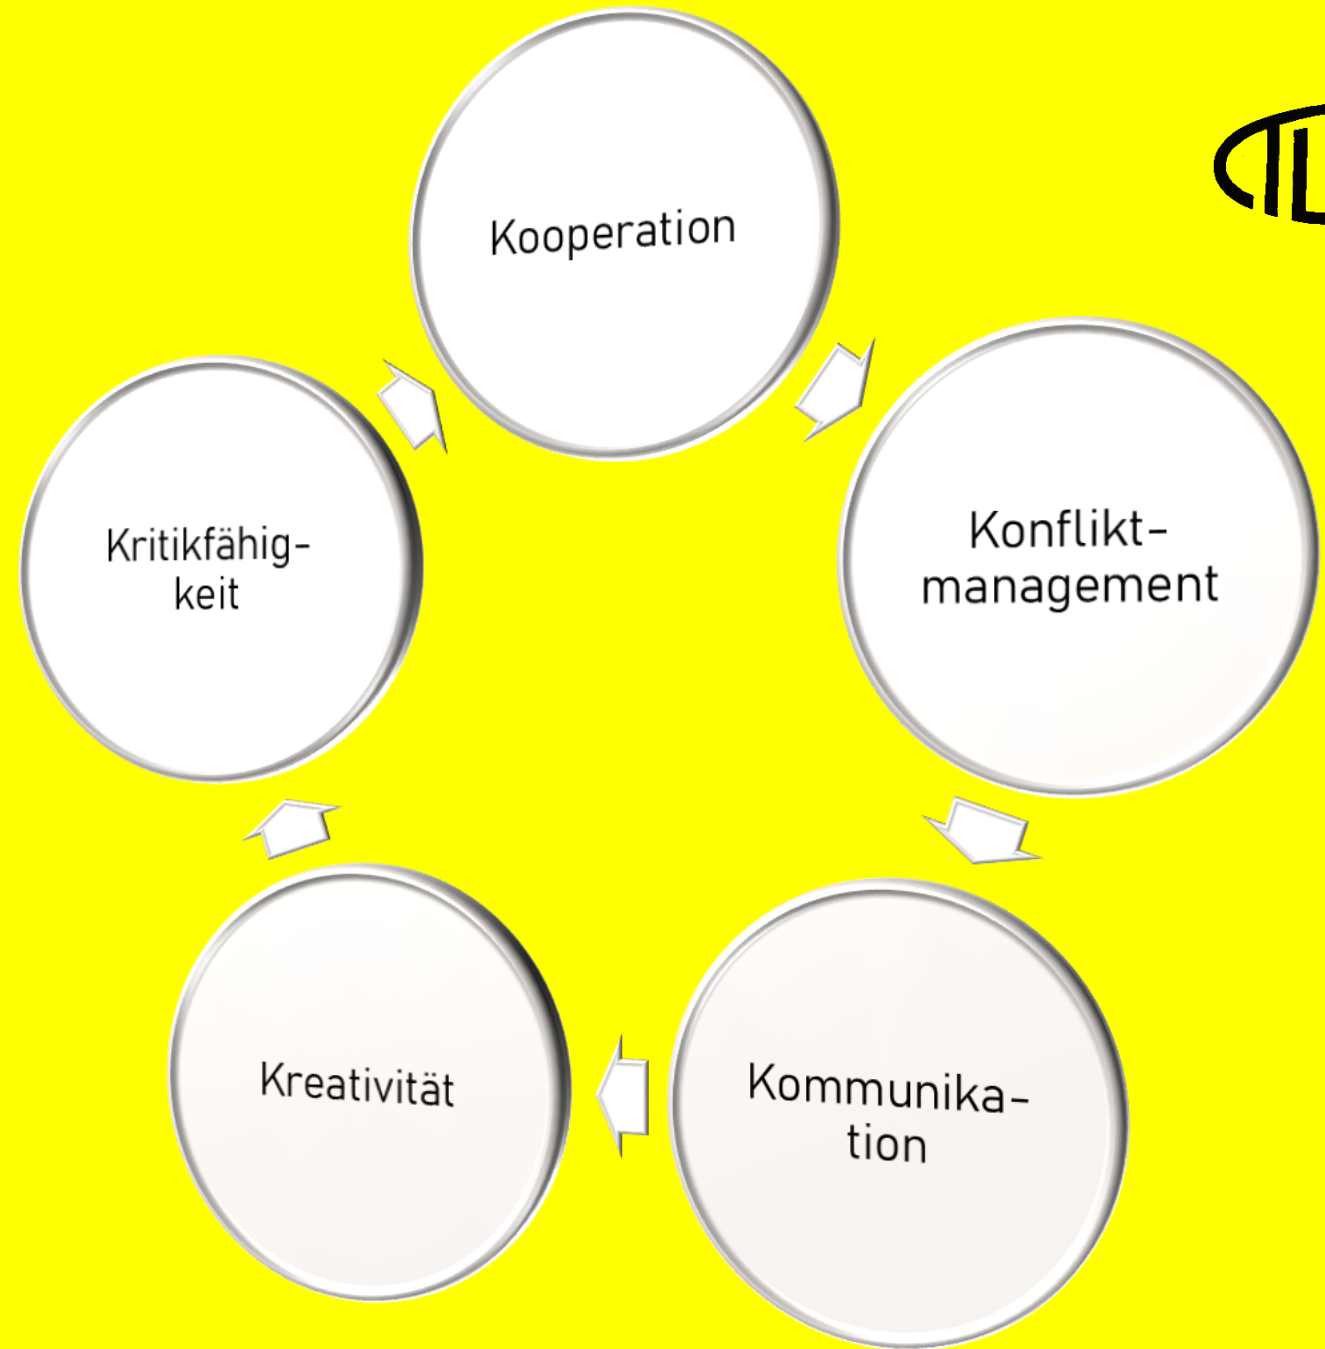 Kooperation
Konflikt-
management
Kommunika-
tion
Kreativität
Kritikfähig-
keit